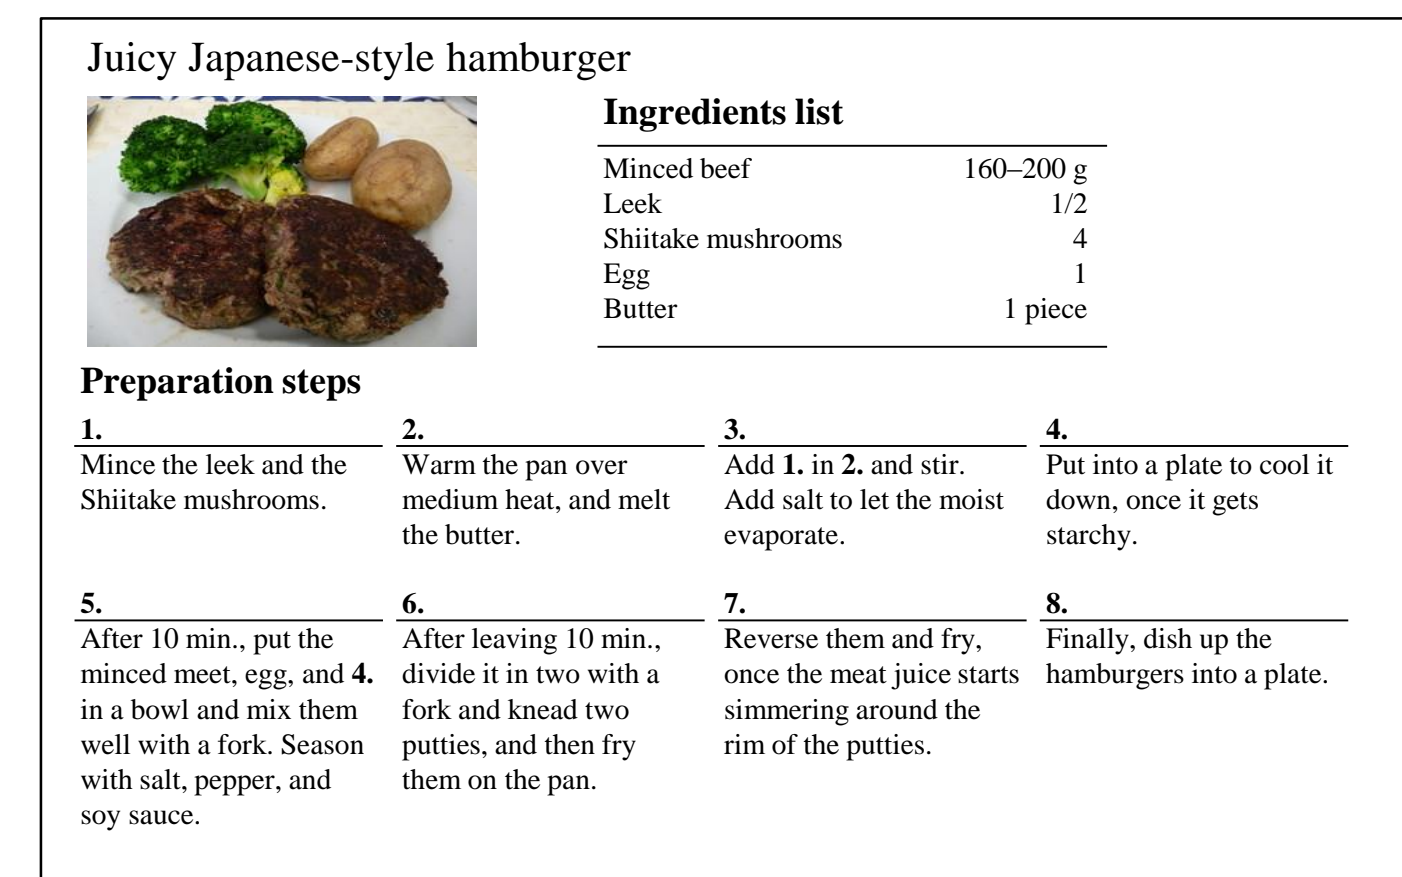 Juicy Japanese-style hamburger
Ingredients list
Minced beef 160–200 g
Leek 1/2
Shiitake mushrooms 4
Egg 1
Butter 1 piece
Preparation steps
1.
Mince the leek and the
Shiitake mushrooms.
2.
Warm the pan over
medium heat, and melt
the butter.
3.
Add 1. in 2. and stir.
Add salt to let the moist
evaporate.
4.
Put into a plate to cool it
down, once it gets
starchy.
5.
After 10 min., put the
minced meet, egg, and 4.
in a bowl and mix them
well with a fork. Season
with salt, pepper, and
soy sauce.
6.
After leaving 10 min.,
divide it in two with a
fork and knead two
putties, and then fry
them on the pan.
7.
Reverse them and fry,
once the meat juice starts
simmering around the
rim of the putties.
8.
Finally, dish up the
hamburgers into a plate.